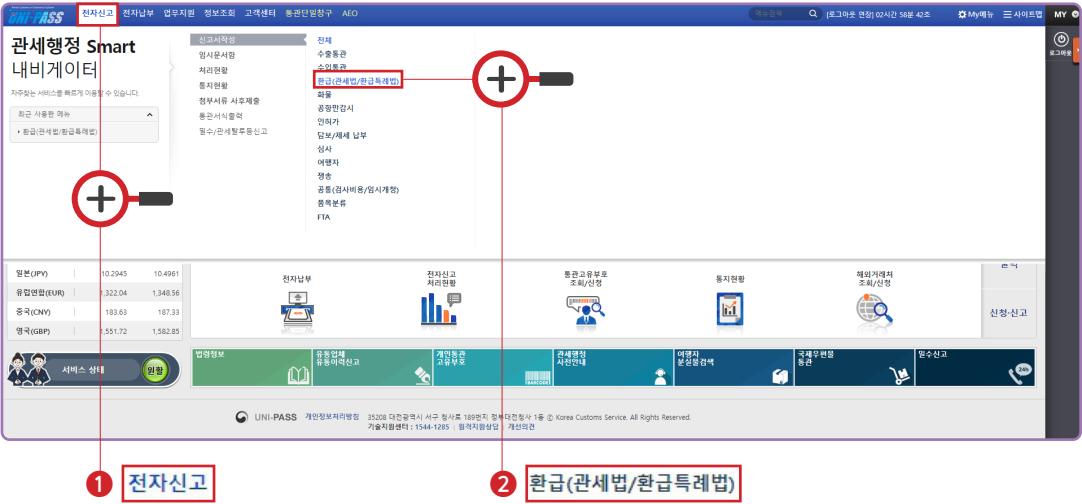 UNI-PASS 전자신고 전자납부 업무지원 정보조회 고객센터 통관단일창구 AEO
메뉴검색 [로그아웃 연장] 02시간 58분 42초 My메뉴 사이트맵 MY
로그아웃
관세행정 Smart
내비게이터
자주찾는 서비스를 빠르게 이용할 수 있습니다.
최근 사용한 메뉴
환급(관세법/환급특례법)
신고서작성
임시문서함
처리현황
통지현황
첨부서류 사후제출
통관서식출력
밀수/관세탈루등신고
전체
수출통관
수입통관
환급(관세법/환급특례법)
화물
공항만감시
인허가
담보/제세 납부
심사
여행자
쟁송
공통(검사비용/임시개청)
품목분류
FTA
일본(JPY) 10.2945 10.4961
유럽연합(EUR) 1,322.04 1,348.56
중국(CNY) 183.63 187.33
영국(GBP) 1,551.72 1,582.85
전자납부
전자신고
처리현황
통관고유부호
조회/신청
통지현황
해외거래처
조회/신청
신청·신고
서비스 상태 원활
법령정보
유통업체
유통이력신고
개인통관
고유부호
BARCODE
관세행정
사전안내
여행자
분실물검색
국제우편물
통관
밀수신고
24h
UNI-PASS 개인정보처리방침 35208 대전광역시 서구 청사로 189번지 정부대전청사 1동 ⓒ Korea Customs Service. All Rights Reserved.
기술지원센터 : 1544-1285 | 원격지원상담 | 개선의견
1 전자신고
2 환급(관세법/환급특례법)